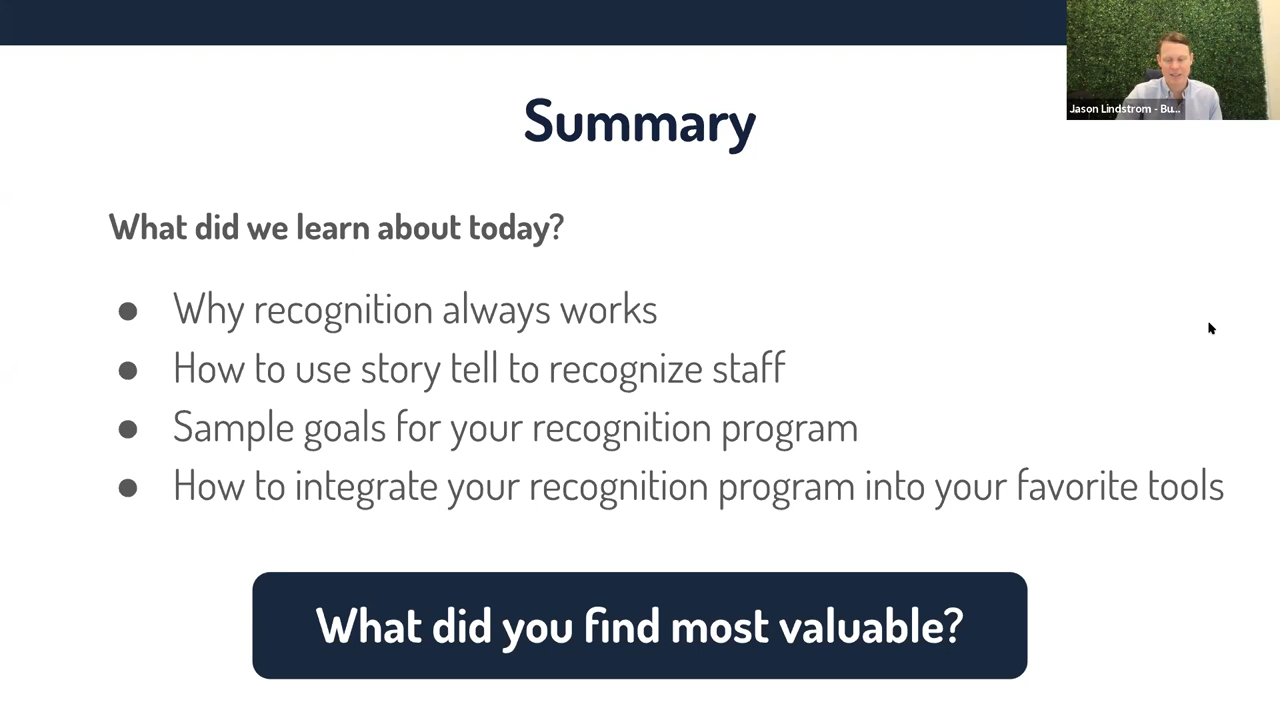 Jason Lindstrom - Bu...
Summary
What did we learn about today?
● Why recognition always works
● How to use story tell to recognize staff
● Sample goals for your recognition program
● How to integrate your recognition program into your favorite tools
What did you find most valuable?